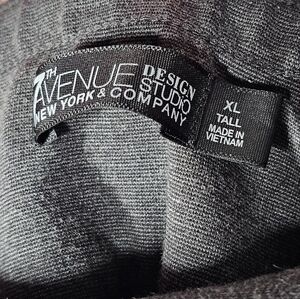 7TH
AVENUE DESIGN STUDIO
NEW YORK & COMPANY
XL
TALL
MADE IN
VIETNAM